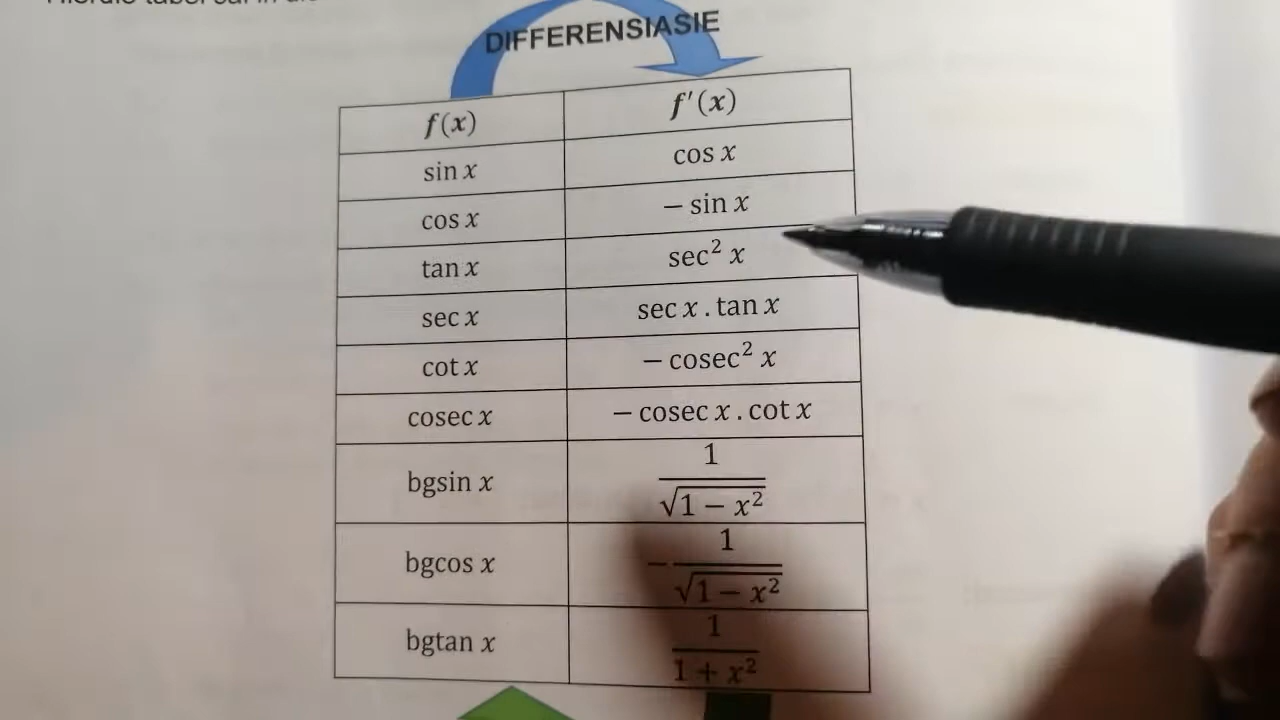 DIFFERENSIASIE
f(x) f'(x)
sin x cos x
cos x − sin x
tan x sec² x
sec x sec x . tan x
cot x − cosec² x
cosec x − cosec x . cot x
bgsin x 1/√(1 − x²)
bgcos x −1/√(1 − x²)
bgtan x 1/(1 + x²)